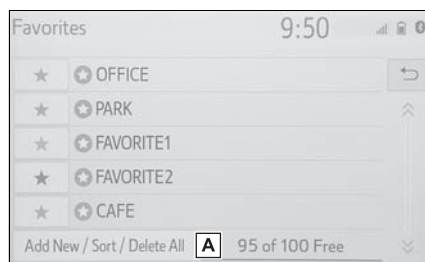 Favorites 9:50
OFFICE
PARK
FAVORITE1
FAVORITE2
CAFE
Add New / Sort / Delete All A 95 of 100 Free